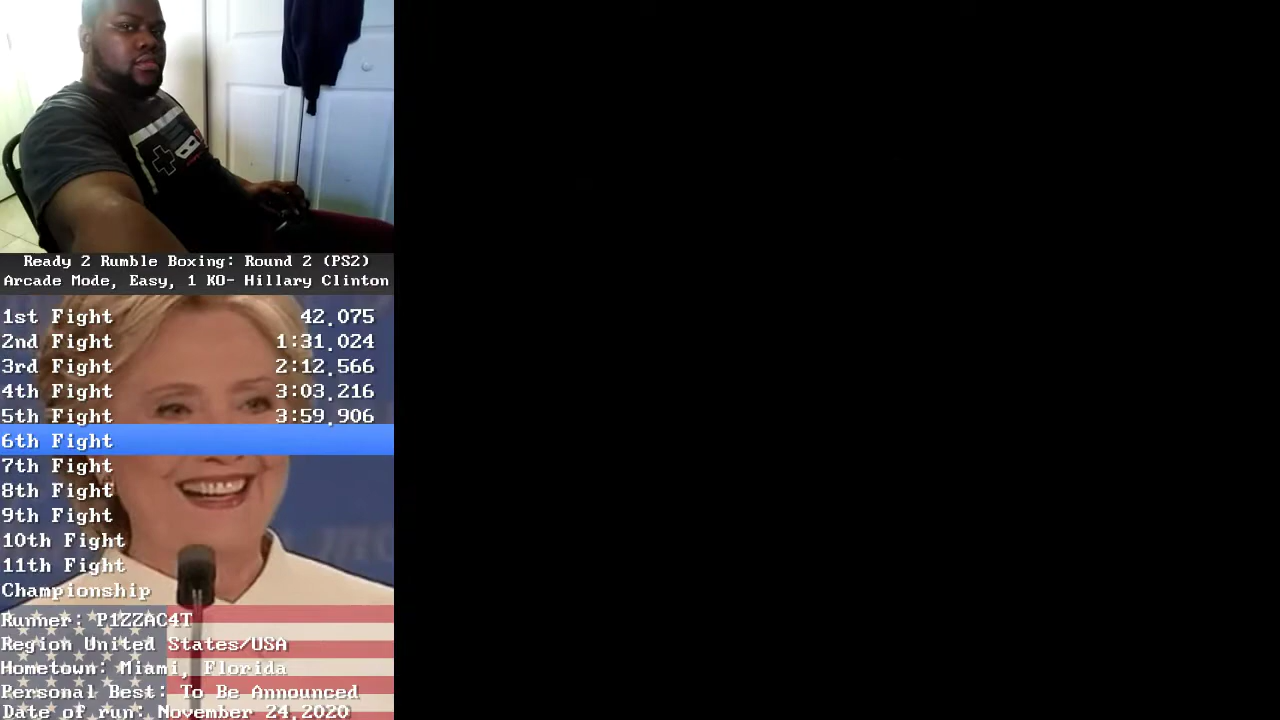 Ready 2 Rumble Boxing: Round 2 (PS2)
Arcade Mode, Easy, 1 KO- Hillary Clinton
1st Fight 42.075
2nd Fight 1:31.024
3rd Fight 2:12.566
4th Fight 3:03.216
5th Fight 3:59.906
6th Fight
7th Fight
8th Fight
9th Fight
10th Fight
11th Fight
Championship
Runner: P1ZZAC4T
Region United States/USA
Hometown: Miami, Florida
Personal Best: To Be Announced
Date of run: November 24,2020